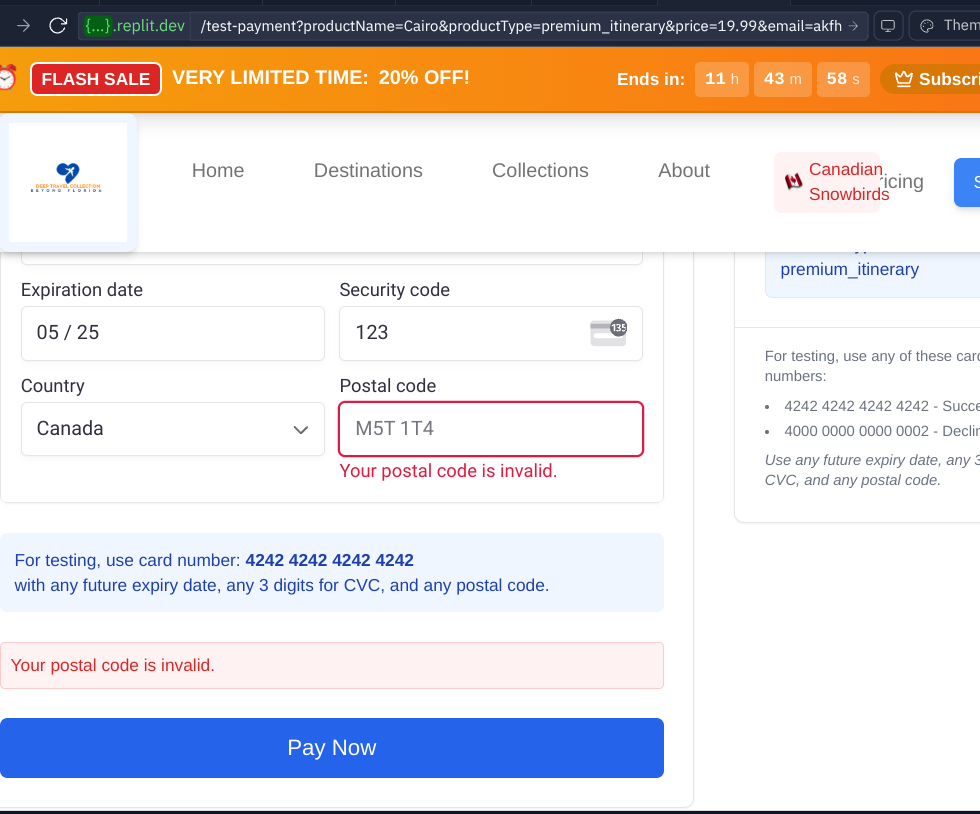 {...}.replit.dev /test-payment?productName=Cairo&productType=premium_itinerary&price=19.99&email=akfh
Them
FLASH SALE VERY LIMITED TIME: 20% OFF! Ends in: 11 h 43 m 58 s Subscri
DEEP TRAVEL COLLECTION
BEYOND FLORIDA
Home Destinations Collections About Canadian Snowbirds ricing S
premium_itinerary
Expiration date Security code
05 / 25 123 135
Country Postal code
Canada M5T 1T4
Your postal code is invalid.
For testing, use card number: 4242 4242 4242 4242
with any future expiry date, any 3 digits for CVC, and any postal code.
Your postal code is invalid.
Pay Now
For testing, use any of these card
numbers:
• 4242 4242 4242 4242 - Succe
• 4000 0000 0000 0002 - Declin
Use any future expiry date, any 3
CVC, and any postal code.